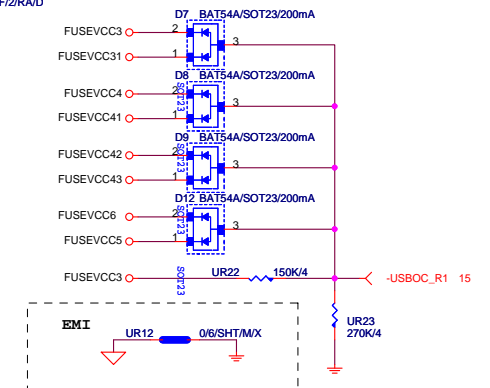 F/2/RA/D
D7 BAT54A/SOT23/200mA
FUSEVCC3 2
3
FUSEVCC31 1
D8 BAT54A/SOT23/200mA
FUSEVCC4 2
SOT23
3
FUSEVCC41 1
D9 BAT54A/SOT23/200mA
FUSEVCC42 2
SOT23
3
FUSEVCC43 1
D12 BAT54A/SOT23/200mA
FUSEVCC6 2
SOT23
3
FUSEVCC5 1
FUSEVCC3
SOT23
UR22 150K/4
-USBOC_R1 15
EMI
UR12 0/6/SHT/M/X
UR23
270K/4